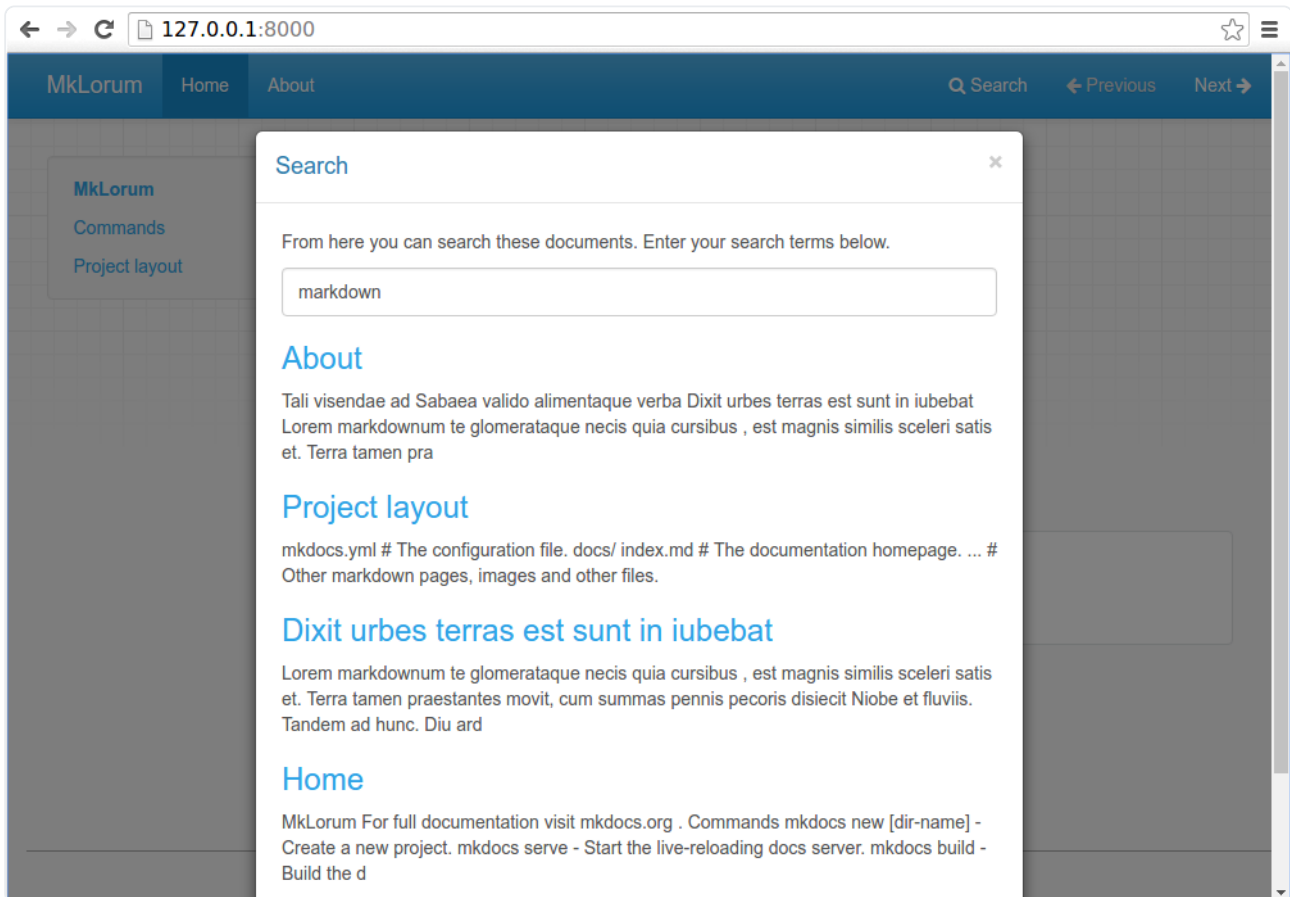 127.0.0.1:8000
MkLorum Home About Search Previous Next
MkLorum
Commands
Project layout
Search ×
From here you can search these documents. Enter your search terms below.
markdown
About
Tali visendae ad Sabaea valido alimentaque verba Dixit urbes terras est sunt in iubebat
Lorem markdownum te glomerataque necis quia cursibus , est magnis similis sceleri satis
et. Terra tamen pra
Project layout
mkdocs.yml # The configuration file. docs/ index.md # The documentation homepage. ... #
Other markdown pages, images and other files.
Dixit urbes terras est sunt in iubebat
Lorem markdownum te glomerataque necis quia cursibus , est magnis similis sceleri satis
et. Terra tamen praestantes movit, cum summas pennis pecoris disiecit Niobe et fluviis.
Tandem ad hunc. Diu ard
Home
MkLorum For full documentation visit mkdocs.org . Commands mkdocs new [dir-name] -
Create a new project. mkdocs serve - Start the live-reloading docs server. mkdocs build -
Build the d